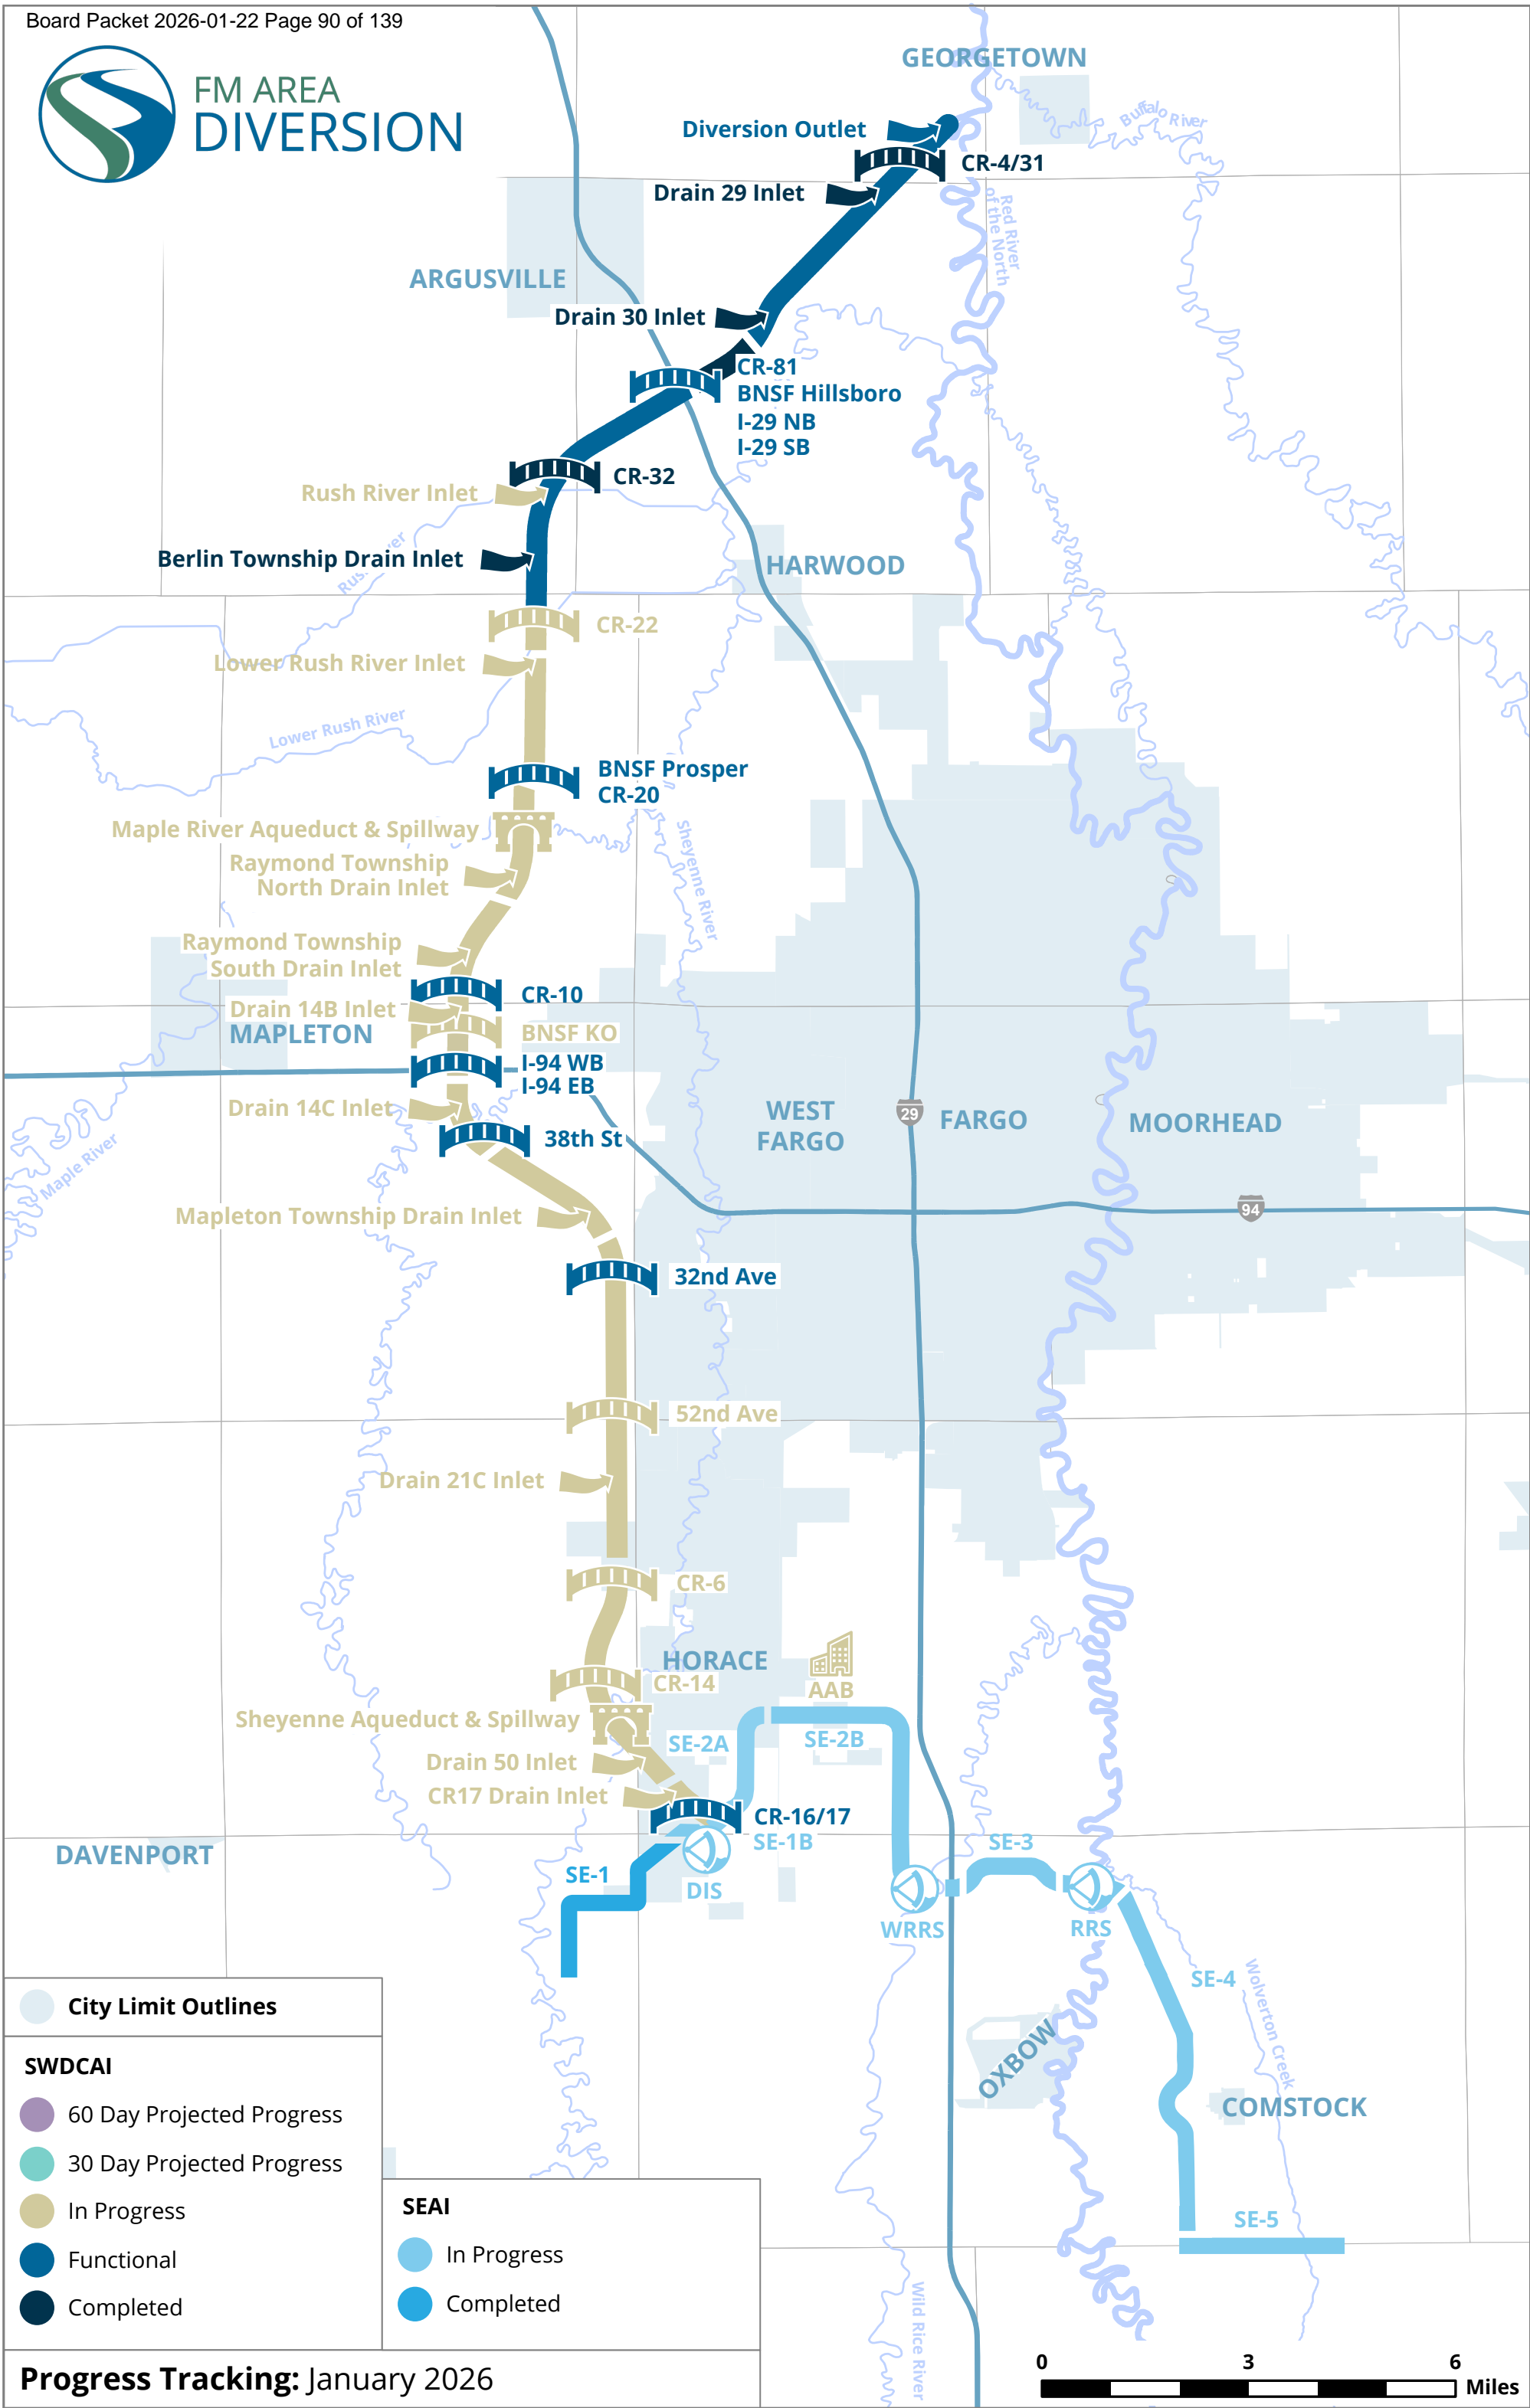 Board Packet 2026-01-22 Page 90 of 139
FM AREA
DIVERSION
GEORGETOWN
Buffalo River
Diversion Outlet
CR-4/31
Drain 29 Inlet
Red River
of the North
ARGUSVILLE
Drain 30 Inlet
CR-81
BNSF Hillsboro
I-29 NB
I-29 SB
CR-32
Rush River Inlet
Berlin Township Drain Inlet
HARWOOD
CR-22
Lower Rush River Inlet
Lower Rush River
BNSF Prosper
CR-20
Maple River Aqueduct & Spillway
Sheyenne River
Raymond Township
North Drain Inlet
Raymond Township
South Drain Inlet
CR-10
Drain 14B Inlet
MAPLETON
BNSF KO
I-94 WB
I-94 EB
Drain 14C Inlet
WEST
FARGO
29
FARGO
MOORHEAD
38th St
Maple River
Mapleton Township Drain Inlet
94
32nd Ave
52nd Ave
Drain 21C Inlet
CR-6
HORACE
CR-14
AAB
Sheyenne Aqueduct & Spillway
SE-2A
SE-2B
Drain 50 Inlet
CR17 Drain Inlet
CR-16/17
SE-1B
SE-3
DAVENPORT
SE-1
DIS
WRRS
RRS
SE-4
Wolverton Creek
OXBOW
COMSTOCK
SE-5
Wild Rice River
City Limit Outlines
SWDCAI
60 Day Projected Progress
30 Day Projected Progress
In Progress
Functional
Completed
SEAI
In Progress
Completed
Progress Tracking: January 2026
0 3 6
Miles